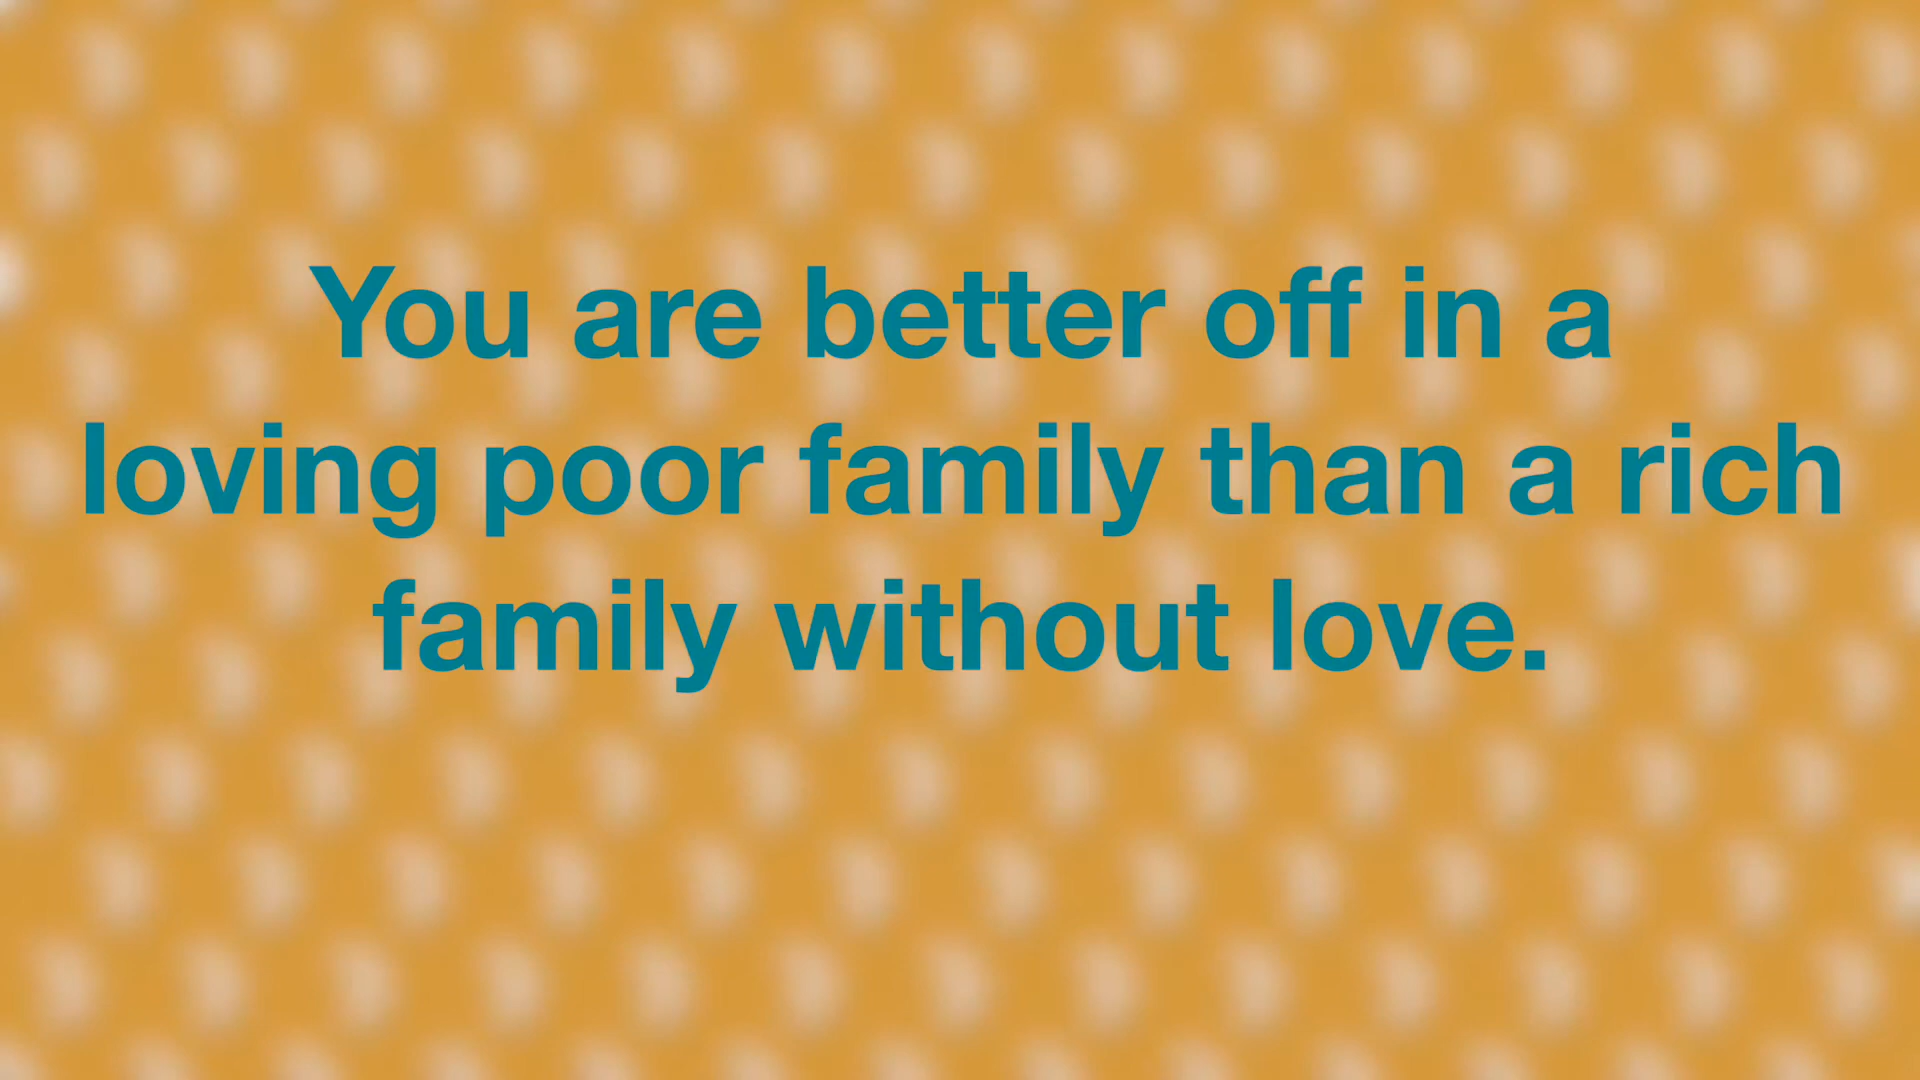 You are better off in a
loving poor family than a rich
family without love.